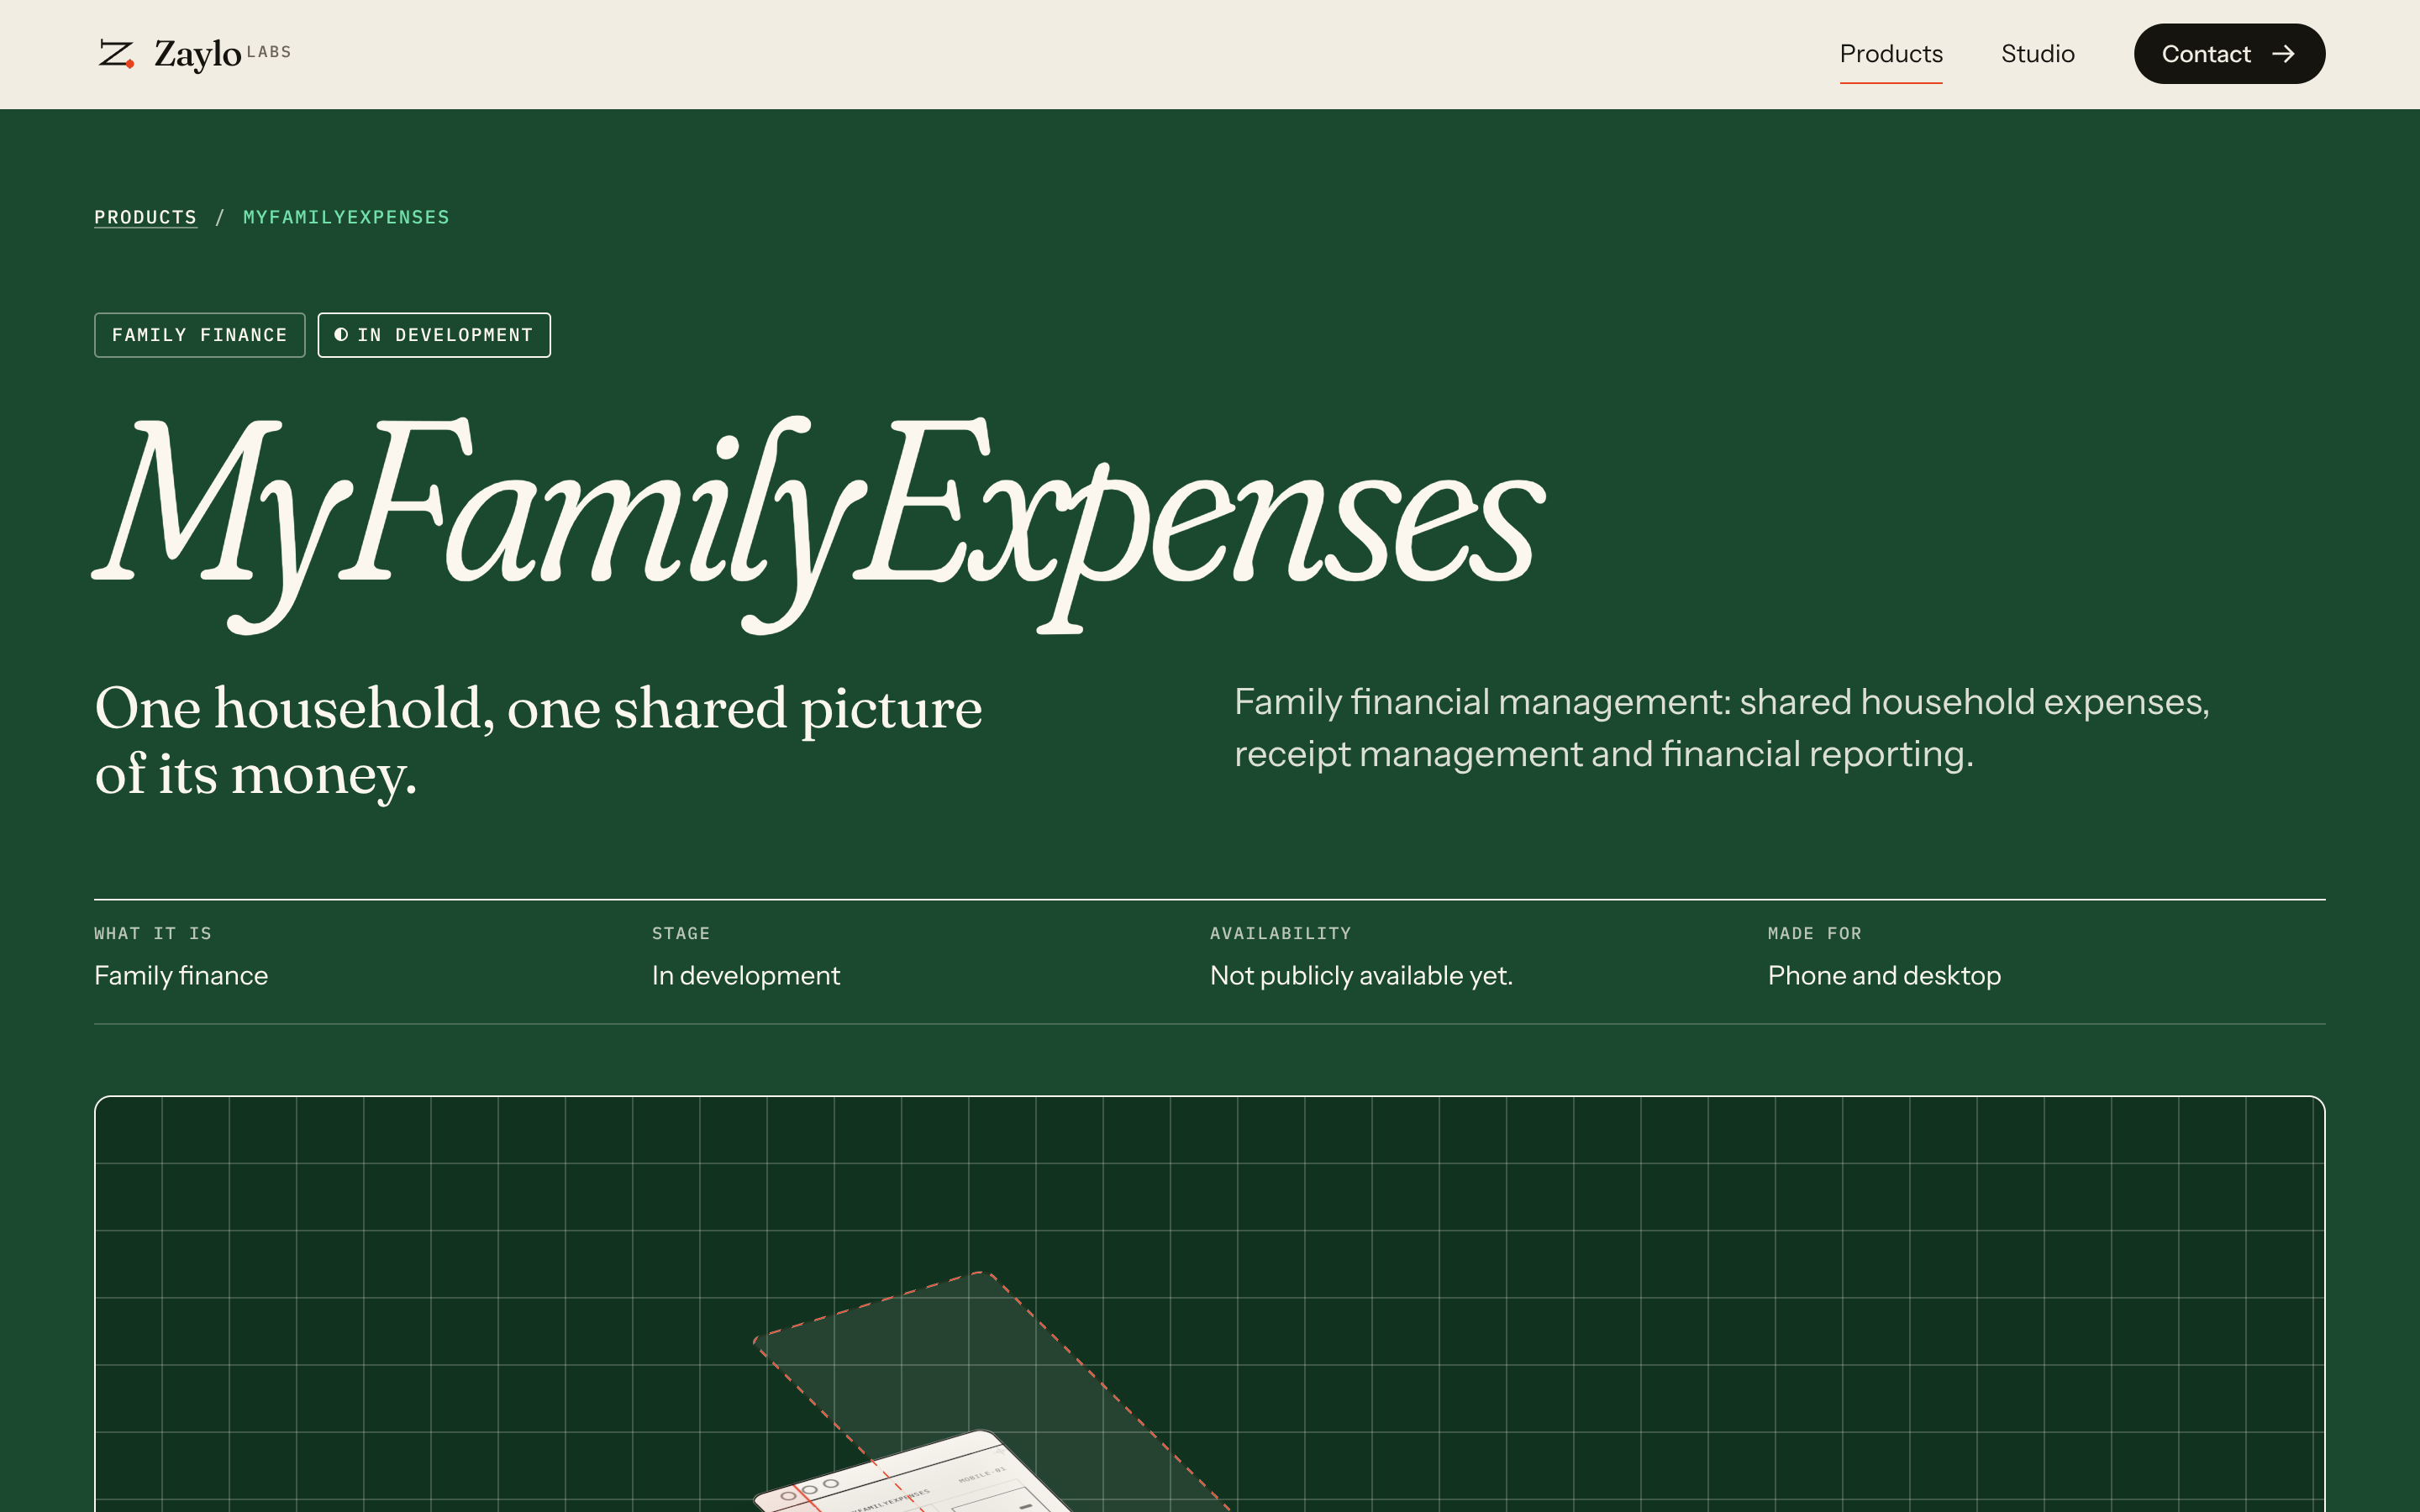 Zaylo LABS
Products
Studio
Contact →
PRODUCTS / MYFAMILYEXPENSES
FAMILY FINANCE
IN DEVELOPMENT
MyFamilyExpenses
One household, one shared picture
of its money.
Family financial management: shared household expenses,
receipt management and financial reporting.
WHAT IT IS
Family finance
STAGE
In development
AVAILABILITY
Not publicly available yet.
MADE FOR
Phone and desktop
MOBILE-01